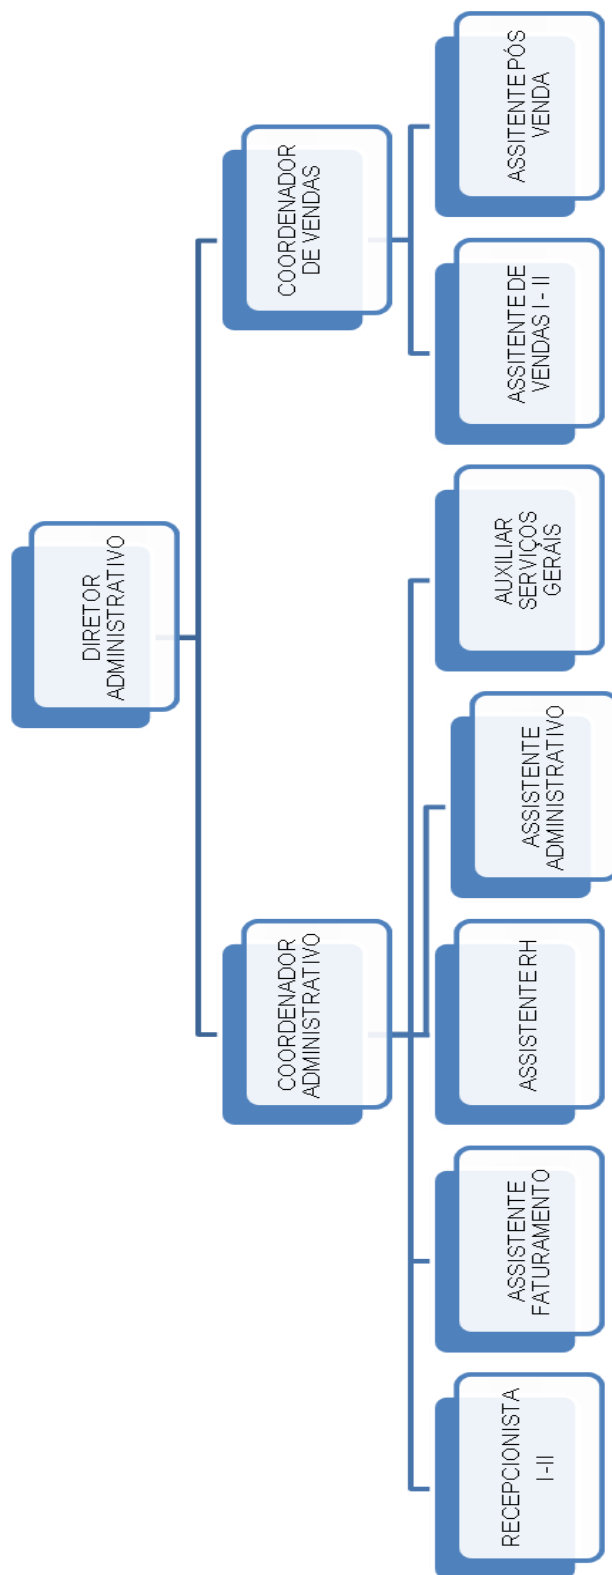 DIRETOR
ADMINISTRATIVO
COORDENADOR
ADMINISTRATIVO
COORDENADOR
DE VENDAS
RECEPCIONISTA
I-II
ASSISTENTE
FATURAMENTO
ASSISTENTE RH
ASSISTENTE
ADMINISTRATIVO
AUXILIAR
SERVIÇOS
GERAIS
ASSITENTE DE
VENDAS I - II
ASSITENTE PÓS
VENDA